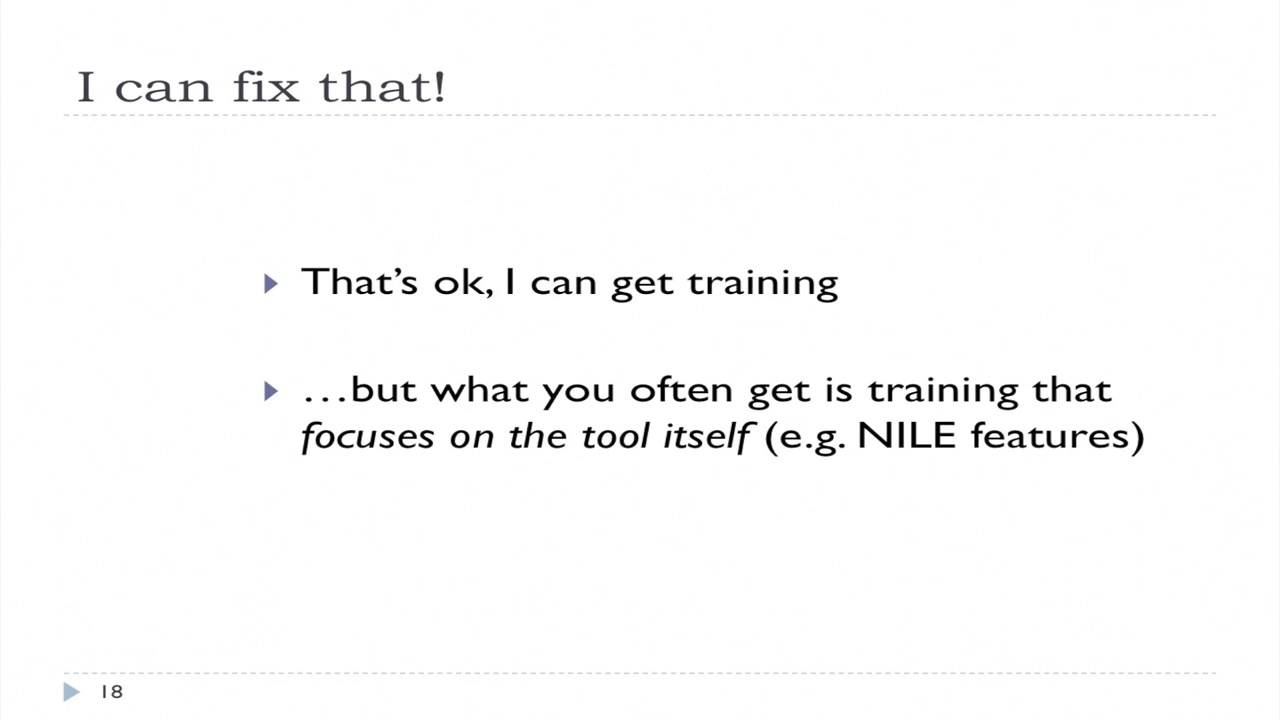 I can fix that!
That’s ok, I can get training
…but what you often get is training that
focuses on the tool itself (e.g. NILE features)
18